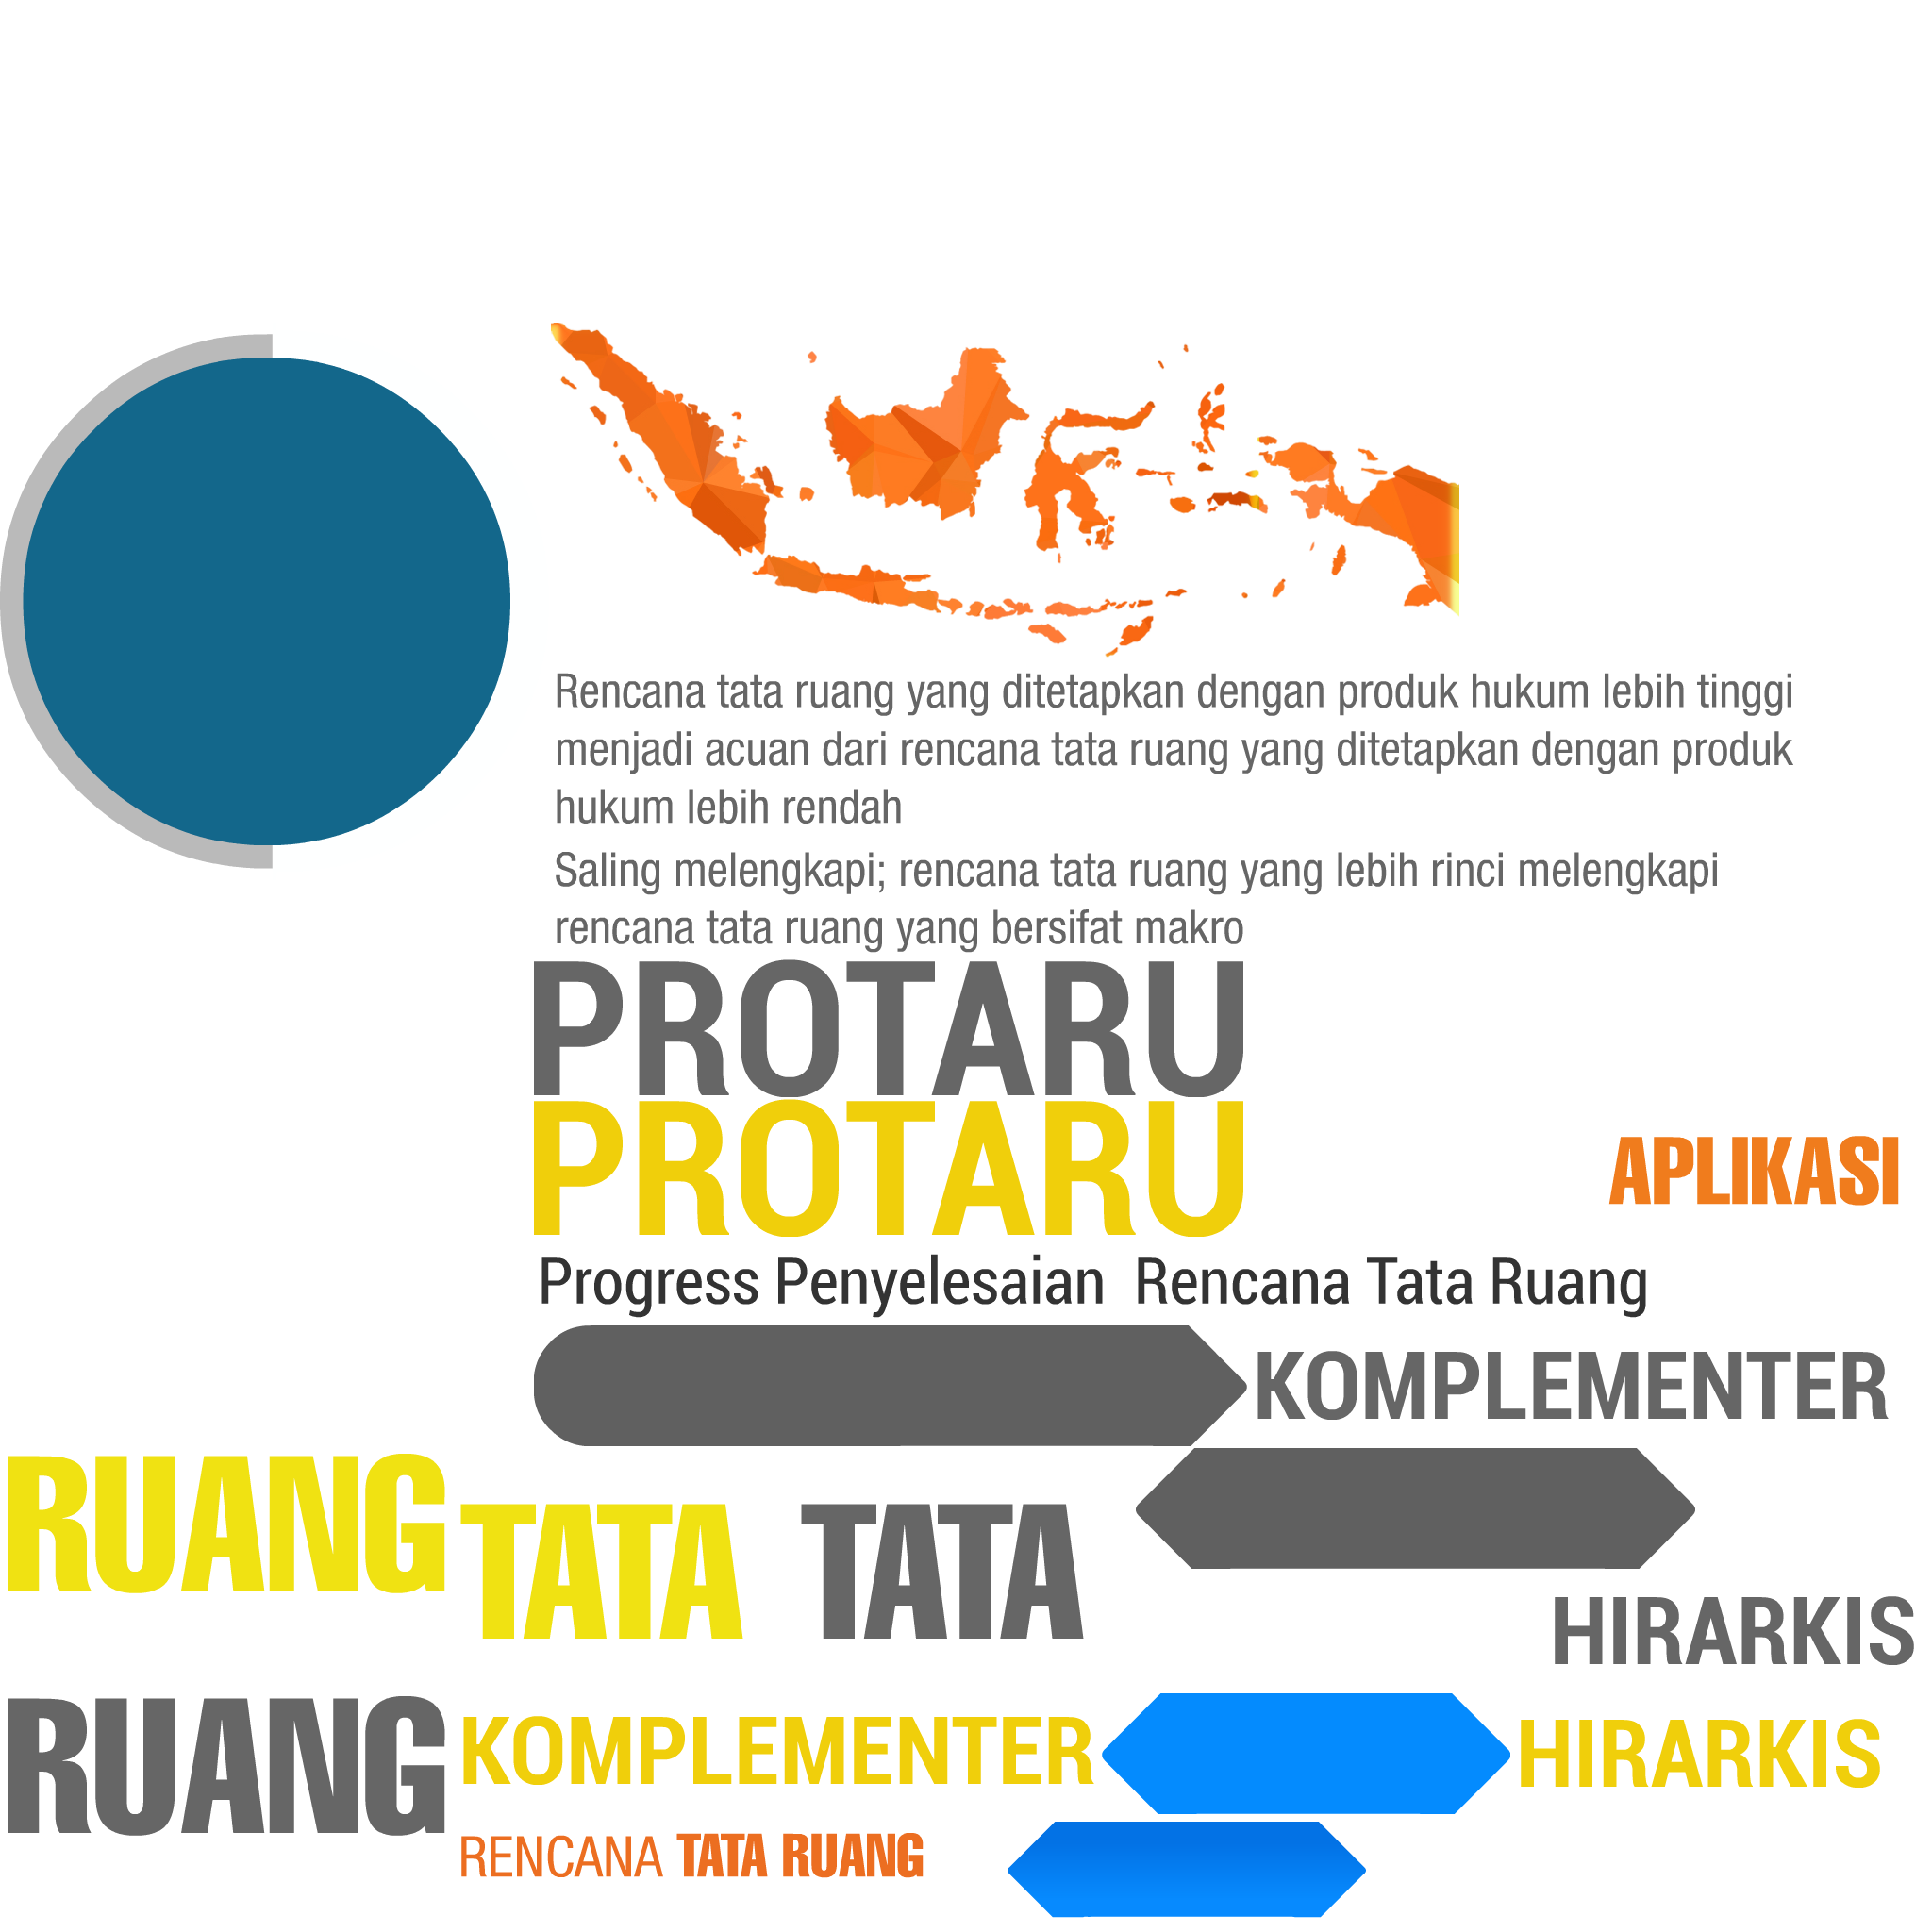 Rencana tata ruang yang ditetapkan dengan produk hukum lebih tinggi
menjadi acuan dari rencana tata ruang yang ditetapkan dengan produk
hukum lebih rendah
Saling melengkapi; rencana tata ruang yang lebih rinci melengkapi
rencana tata ruang yang bersifat makro
PROTARU
PROTARU
APLIKASI
Progress Penyelesaian Rencana Tata Ruang
KOMPLEMENTER
RUANG
TATA
TATA
HIRARKIS
RUANG
KOMPLEMENTER
HIRARKIS
RENCANA TATA RUANG